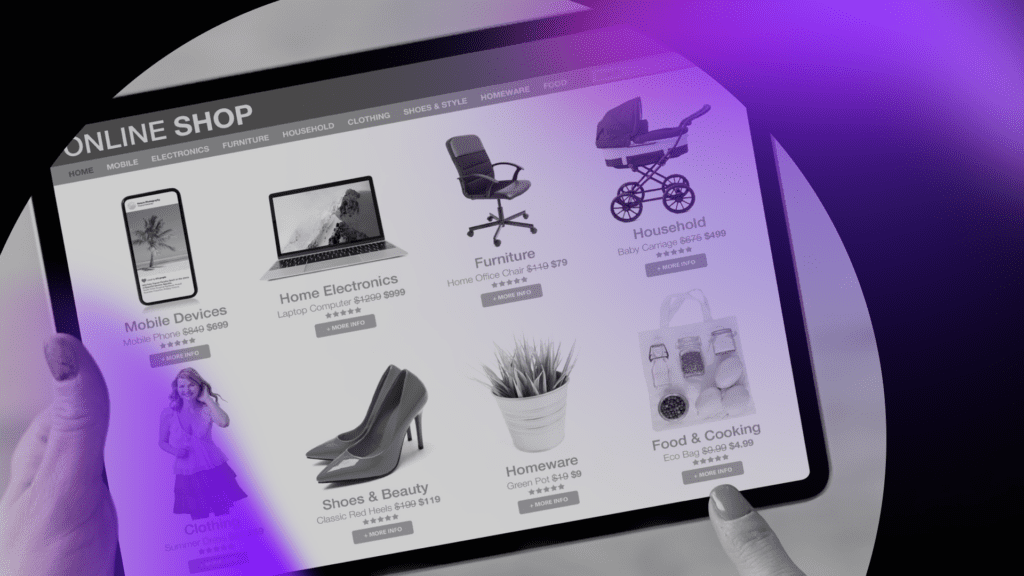 ONLINE SHOP
HOME MOBILE ELECTRONICS FURNITURE HOUSEHOLD CLOTHING SHOES & STYLE HOMEWARE FOOD
Mobile Devices
Mobile Phone $849 $699
+ MORE INFO
Home Electronics
Laptop Computer $1299 $999
+ MORE INFO
Furniture
Home Office Chair $119 $79
+ MORE INFO
Household
Baby Carriage $675 $499
+ MORE INFO
Clothing
Summer
Shoes & Beauty
Classic Red Heels $199 $119
+ MORE INFO
Homeware
Green Pot $19 $9
+ MORE INFO
Food & Cooking
Eco Bag $9.99 $4.99
+ MORE INFO